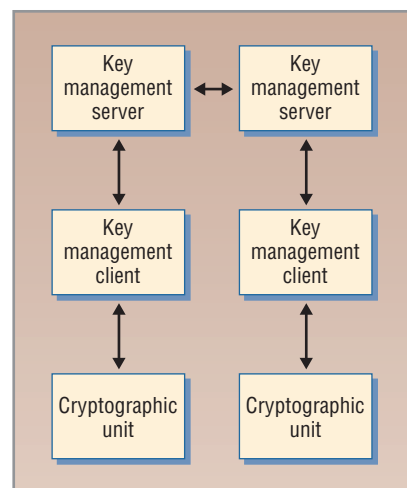 Key
management
server
Key
management
server
Key
management
client
Key
management
client
Cryptographic
unit
Cryptographic
unit